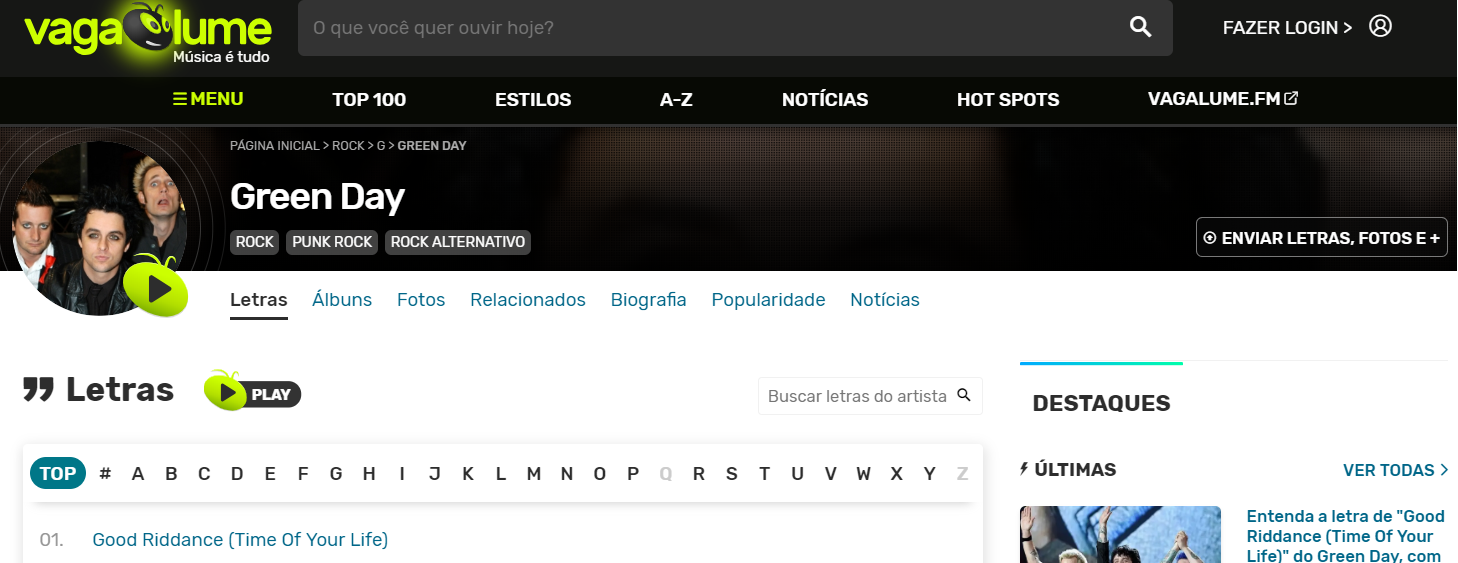 vagalume
Música é tudo
O que você quer ouvir hoje?
FAZER LOGIN >
MENU
TOP 100
ESTILOS
A-Z
NOTÍCIAS
HOT SPOTS
VAGALUME.FM
PÁGINA INICIAL > ROCK > G > GREEN DAY
Green Day
ROCK PUNK ROCK ROCK ALTERNATIVO
ENVIAR LETRAS, FOTOS E +
Letras Álbuns Fotos Relacionados Biografia Popularidade Notícias
Letras
PLAY
Buscar letras do artista
TOP # A B C D E F G H I J K L M N O P Q R S T U V W X Y Z
01. Good Riddance (Time Of Your Life)
DESTAQUES
ÚLTIMAS
VER TODAS >
Entenda a letra de "Good
Riddance (Time Of Your
Life)" do Green Day, com